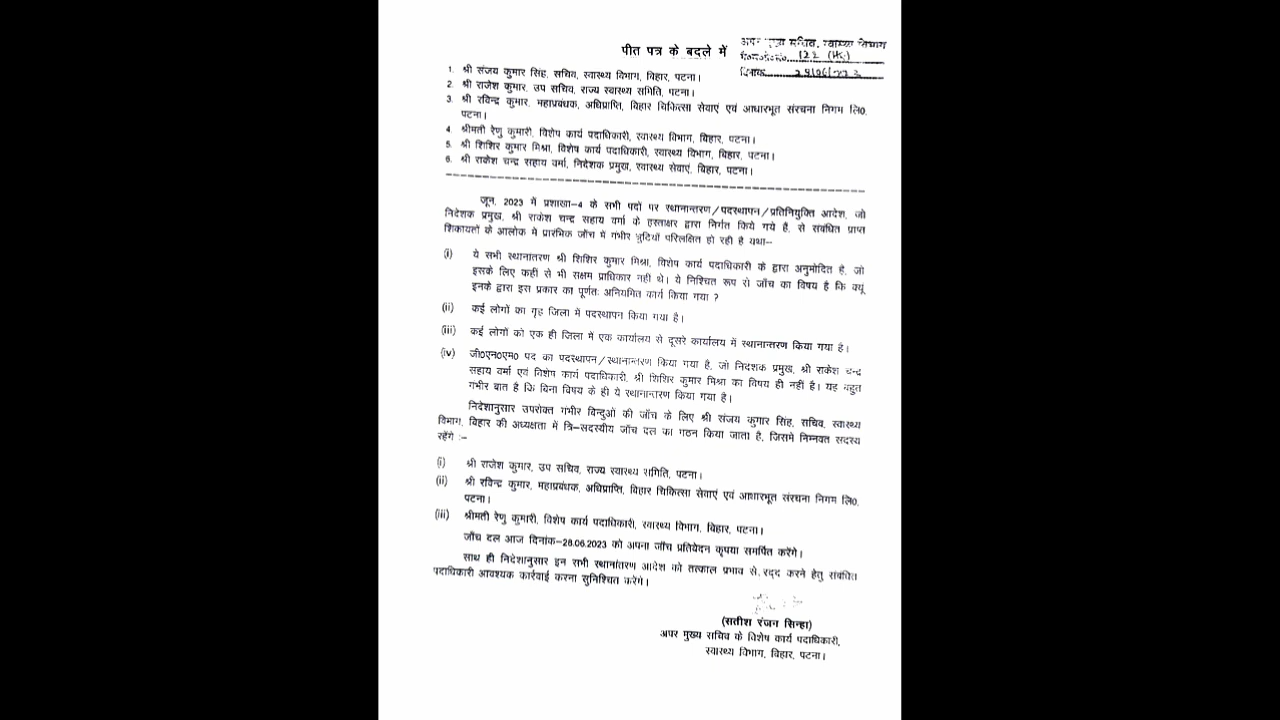 पीत पत्र के बदले में
अपर मुख्य सचिव, स्वास्थ्य विभाग
122 (HS)
दिनांक
1. श्री संजय कुमार सिंह, सचिव, स्वास्थ्य विभाग, बिहार, पटना।
2. श्री राजेश कुमार, उप सचिव, राज्य स्वास्थ्य समिति, पटना।
3. श्री रविन्द्र कुमार, महाप्रबंधक, अधिप्राप्ति, बिहार चिकित्सा सेवाएं एवं आधारभूत संरचना निगम लि0,
पटना।
4. श्रीमती रेणु कुमारी, विशेष कार्य पदाधिकारी, स्वास्थ्य विभाग, बिहार, पटना।
5. श्री शिशिर कुमार मिश्रा, विशेष कार्य पदाधिकारी, स्वास्थ्य विभाग, बिहार, पटना।
6. श्री राकेश चन्द्र सहाय वर्मा, निदेशक प्रमुख, स्वास्थ्य सेवाएं, बिहार, पटना।
जून, 2023 में प्रशाखा–4 के सभी पदों पर स्थानान्तरण/पदस्थापन/प्रतिनियुक्ति आदेश, जो
निदेशक प्रमुख, श्री राकेश चन्द्र सहाय वर्मा के हस्ताक्षर द्वारा निर्गत किये गये हैं, से संबंधित प्राप्त
शिकायतों के आलोक में प्रारंभिक जाँच में गंभीर त्रुटियाँ परिलक्षित हो रही है यथा–
(i) ये सभी स्थानातरण श्री शिशिर कुमार मिश्रा, विशेष कार्य पदाधिकारी के द्वारा अनुमोदित है, जो
इसके लिए कहीं से भी सक्षम प्राधिकार नहीं थे। ये निश्चित रूप से जाँच का विषय है कि क्यूं
इनके द्वारा इस प्रकार का पूर्णतः अनियमित कार्य किया गया ?
(ii) कई लोगों का गृह जिला में पदस्थापन किया गया है।
(iii) कई लोगों को एक ही जिला में एक कार्यालय से दूसरे कार्यालय में स्थानान्तरण किया गया है।
(iv) जी0एन0एम0 पद का पदस्थापन/स्थानान्तरण किया गया है, जो निदेशक प्रमुख, श्री राकेश चन्द्र
सहाय वर्मा एवं विशेष कार्य पदाधिकारी, श्री शिशिर कुमार मिश्रा का विषय ही नहीं है। यह बहुत
गंभीर बात है कि बिना विषय के ही ये स्थानान्तरण किया गया है।
निदेशानुसार उपरोक्त गंभीर बिन्दुओं की जाँच के लिए श्री संजय कुमार सिंह, सचिव, स्वास्थ्य
विभाग, बिहार की अध्यक्षता में त्रि–सदस्यीय जाँच दल का गठन किया जाता है, जिसमें निम्नवत सदस्य
रहेंगे :–
(i) श्री राजेश कुमार, उप सचिव, राज्य स्वास्थ्य समिति, पटना।
(ii) श्री रविन्द्र कुमार, महाप्रबंधक, अधिप्राप्ति, बिहार चिकित्सा सेवाएं एवं आधारभूत संरचना निगम लि0,
पटना।
(iii) श्रीमती रेणु कुमारी, विशेष कार्य पदाधिकारी, स्वास्थ्य विभाग, बिहार, पटना।
जाँच दल आज दिनांक–28.06.2023 को अपना जाँच प्रतिवेदन कृपया समर्पित करेंगे।
साथ ही निदेशानुसार इन सभी स्थानांतरण आदेश को तत्काल प्रभाव से, रद्द करने हेतु संबंधित
पदाधिकारी आवश्यक कार्रवाई करना सुनिश्चित करेंगे।
(सतीश रंजन सिन्हा)
अपर मुख्य सचिव के विशेष कार्य पदाधिकारी,
स्वास्थ्य विभाग, बिहार, पटना।